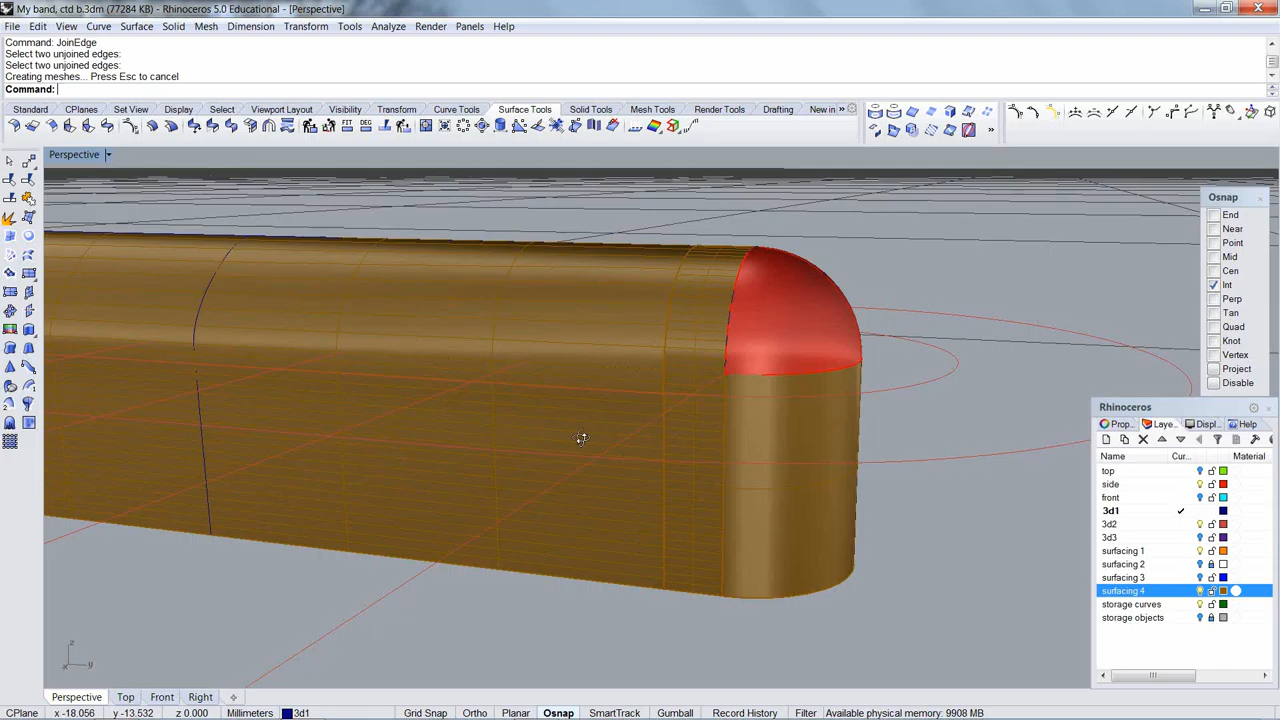 My band, ctd b.3dm (77284 KB) - Rhinoceros 5.0 Educational - [Perspective]
File Edit View Curve Surface Solid Mesh Dimension Transform Tools Analyze Render Panels Help
Command: JoinEdge
Select two unjoined edges:
Select two unjoined edges:
Creating meshes... Press Esc to cancel
Command:
Standard CPlanes Set View Display Select Viewport Layout Visibility Transform Curve Tools Surface Tools Solid Tools Mesh Tools Render Tools Drafting New in
FIT DEG
Perspective
Osnap
End
Near
Point
Mid
Cen
Int
Perp
Tan
Quad
Knot
Vertex
Project
Disable
Rhinoceros
Prop... Laye... Displ... Help
Name Cur... Material
top
side
front
3d1
3d2
3d3
surfacing 1
surfacing 2
surfacing 3
surfacing 4
storage curves
storage objects
z
x y
Perspective Top Front Right
CPlane x -18.056 y -13.532 z 0.000 Millimeters 3d1 Grid Snap Ortho Planar Osnap SmartTrack Gumball Record History Filter Available physical memory: 9908 MB